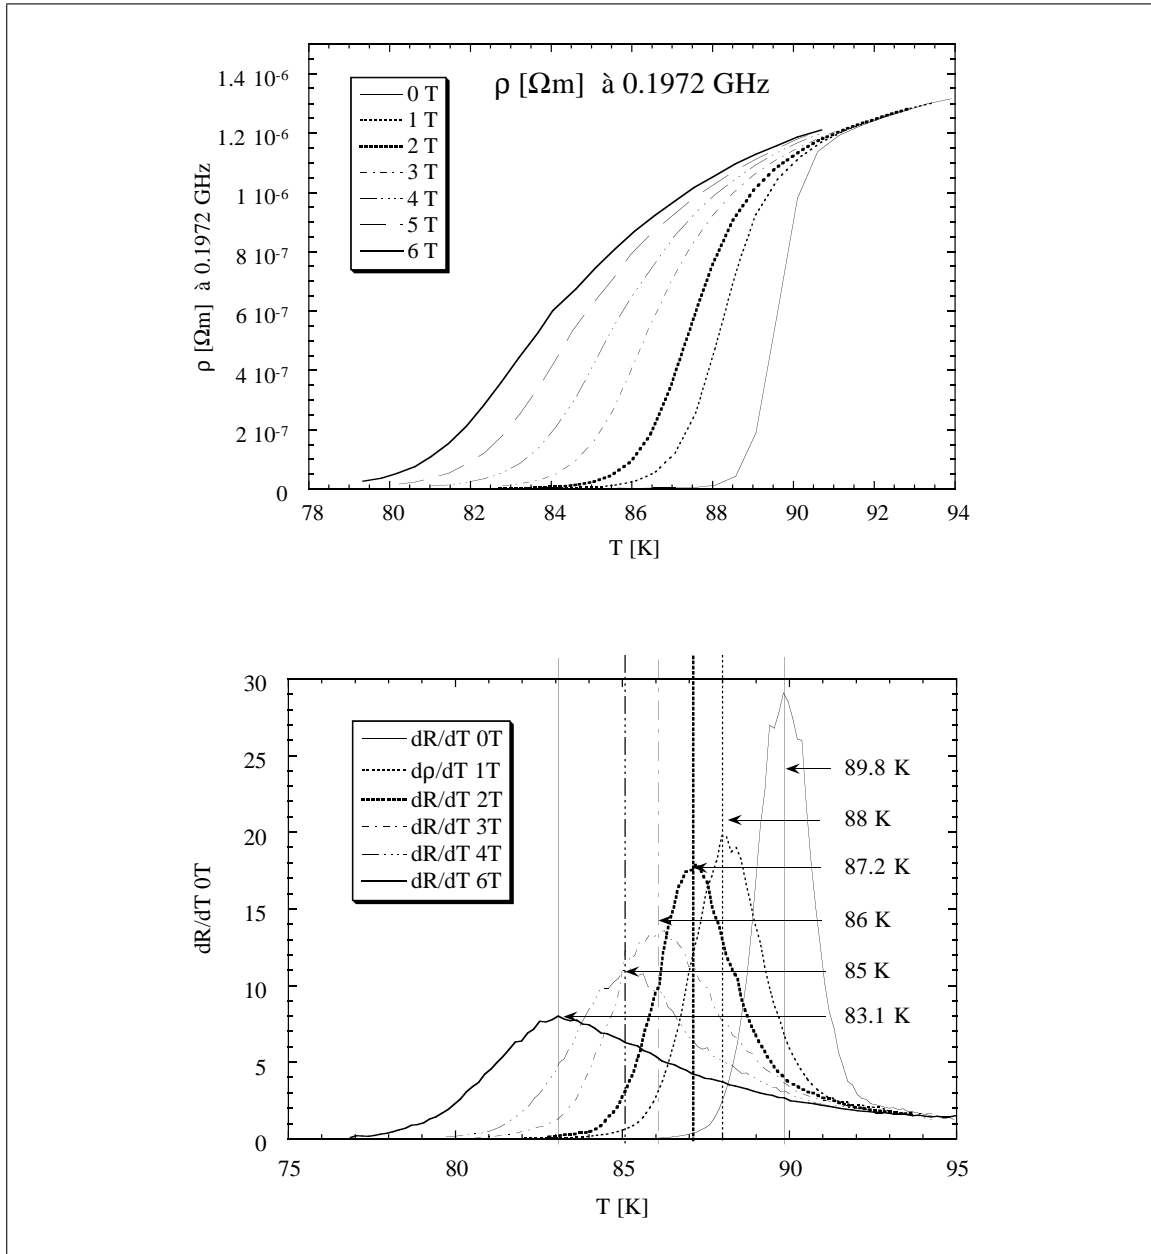 ρ [Ωm] à 0.1972 GHz
0 T
1 T
2 T
3 T
4 T
5 T
6 T
1.4 10-6
1.2 10-6
1 10-6
8 10-7
6 10-7
4 10-7
2 10-7
0
ρ [Ωm] à 0.1972 GHz
78 80 82 84 86 88 90 92 94
T [K]
dR/dT 0T
dρ/dT 1T
dR/dT 2T
dR/dT 3T
dR/dT 4T
dR/dT 6T
30
25
20
15
10
5
0
dR/dT 0T
89.8 K
88 K
87.2 K
86 K
85 K
83.1 K
75 80 85 90 95
T [K]